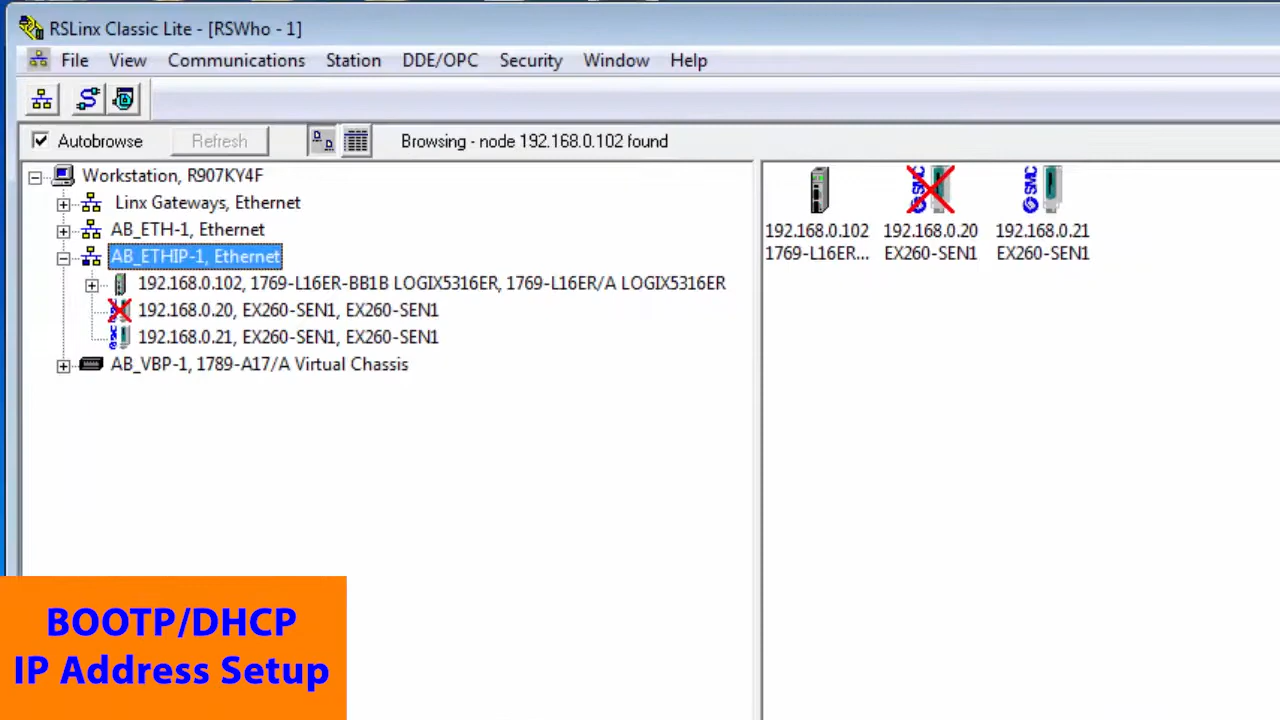 RSLinx Classic Lite - [RSWho - 1]
File View Communications Station DDE/OPC Security Window Help
Autobrowse Refresh Browsing - node 192.168.0.102 found
Workstation, R907KY4F
Linx Gateways, Ethernet
AB_ETH-1, Ethernet
AB_ETHIP-1, Ethernet
192.168.0.102, 1769-L16ER-BB1B LOGIX5316ER, 1769-L16ER/A LOGIX5316ER
192.168.0.20, EX260-SEN1, EX260-SEN1
192.168.0.21, EX260-SEN1, EX260-SEN1
AB_VBP-1, 1789-A17/A Virtual Chassis
SMC SMC
192.168.0.102 192.168.0.20 192.168.0.21
1769-L16ER... EX260-SEN1 EX260-SEN1
BOOTP/DHCP
IP Address Setup